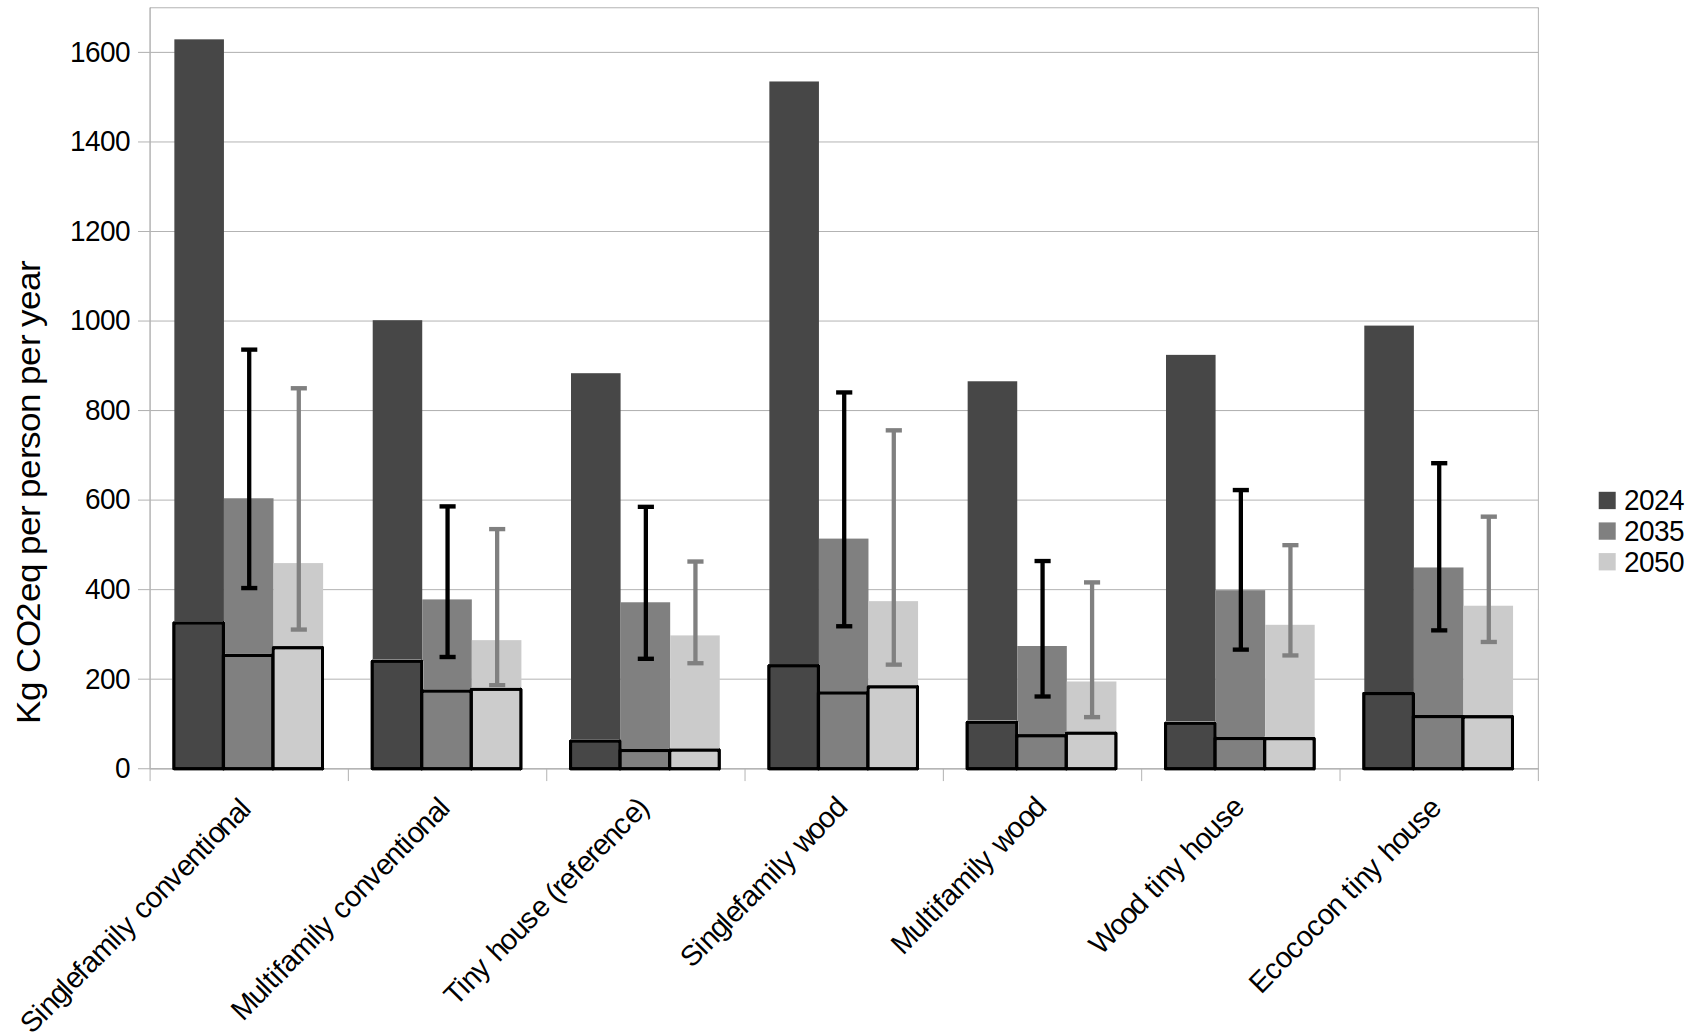 Kg CO2eq per person per year
1600
1400
1200
1000
800
600
400
200
0
Singlefamily conventional
Multifamily conventional
Tiny house (reference)
Singlefamily wood
Multifamily wood
Wood tiny house
Ecococon tiny house
2024
2035
2050